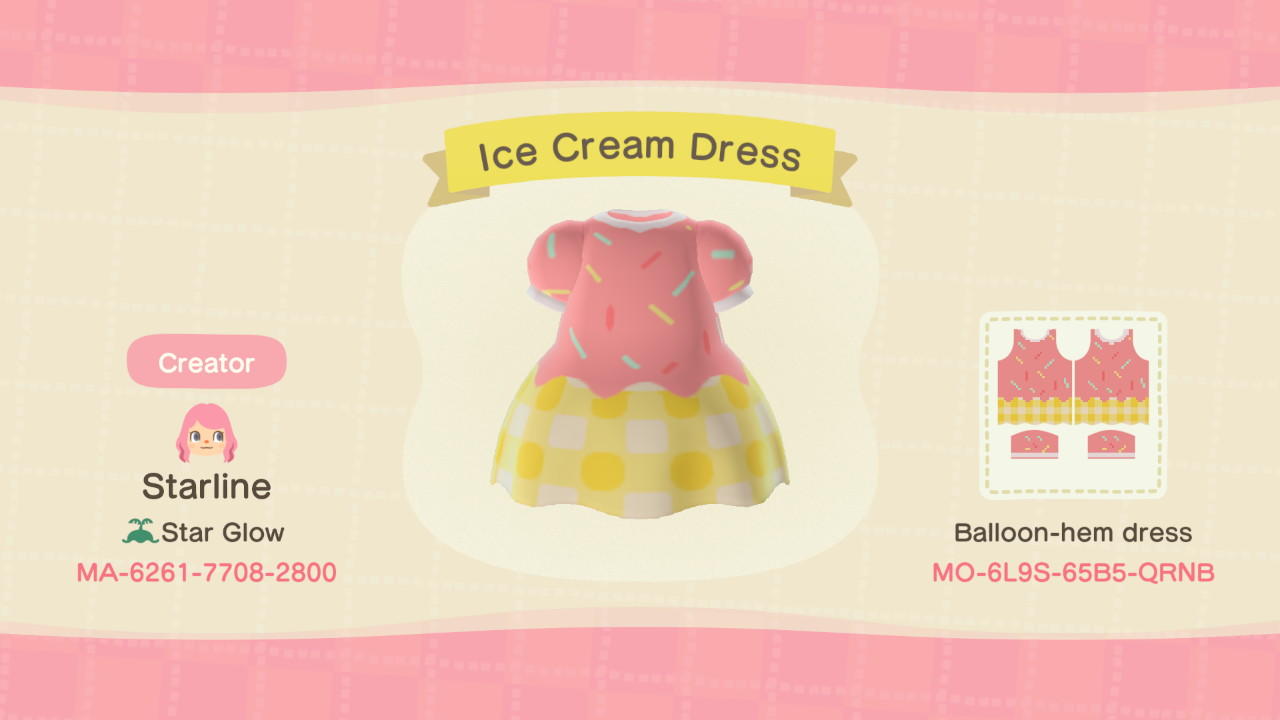 Ice Cream Dress
Creator
Starline
Star Glow
MA-6261-7708-2800
Balloon-hem dress
MO-6L9S-65B5-QRNB